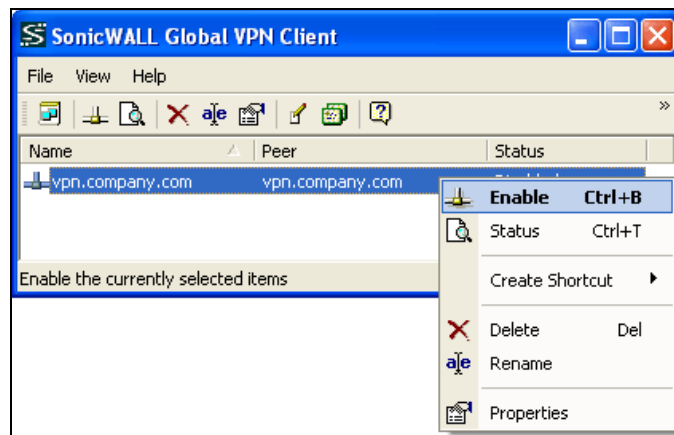 SonicWALL Global VPN Client
File View Help
Name Peer Status
vpn.company.com vpn.company.com
Enable Ctrl+B
Status Ctrl+T
Create Shortcut
Delete Del
Rename
Properties
Enable the currently selected items